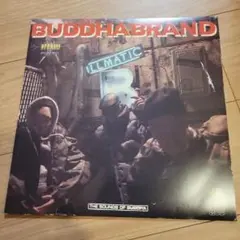 BUDDHABRAND
ILLMATIC
THE SOUNDS OF BUDDHA